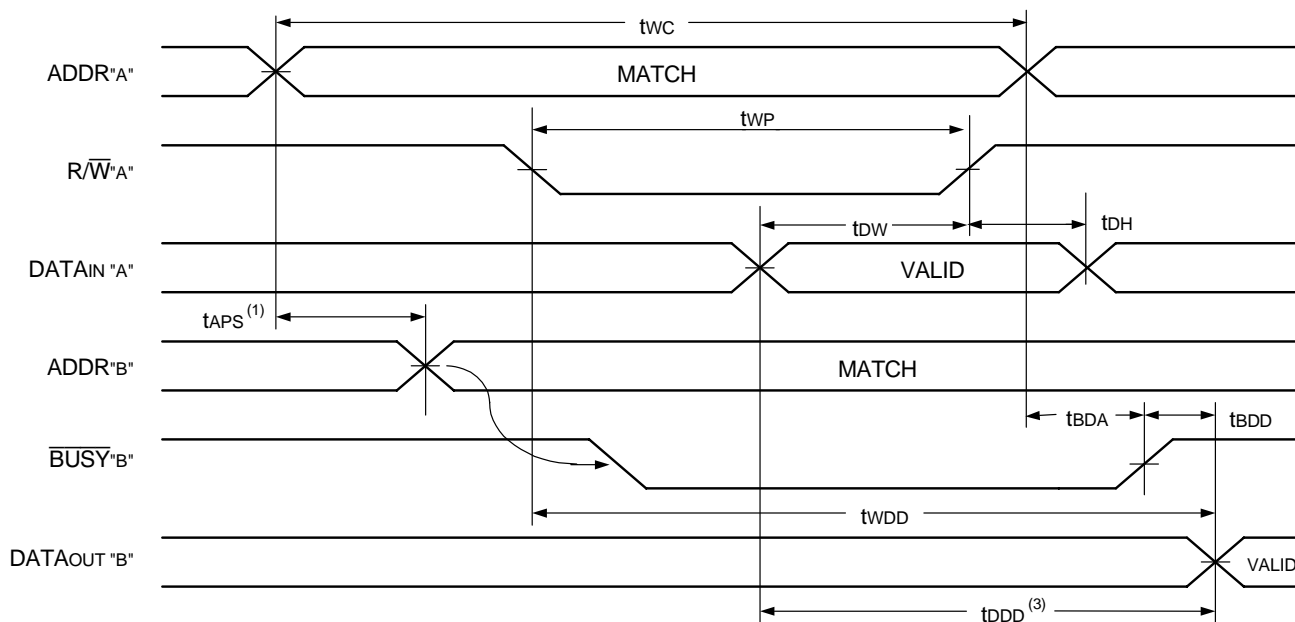 tWC
ADDR"A"
MATCH
tWP
R/W̅"A"
tDW
tDH
DATAIN "A"
VALID
tAPS (1)
ADDR"B"
MATCH
tBDA
tBDD
B̅U̅S̅Y̅"B"
tWDD
DATAOUT "B"
VALID
tDDD (3)